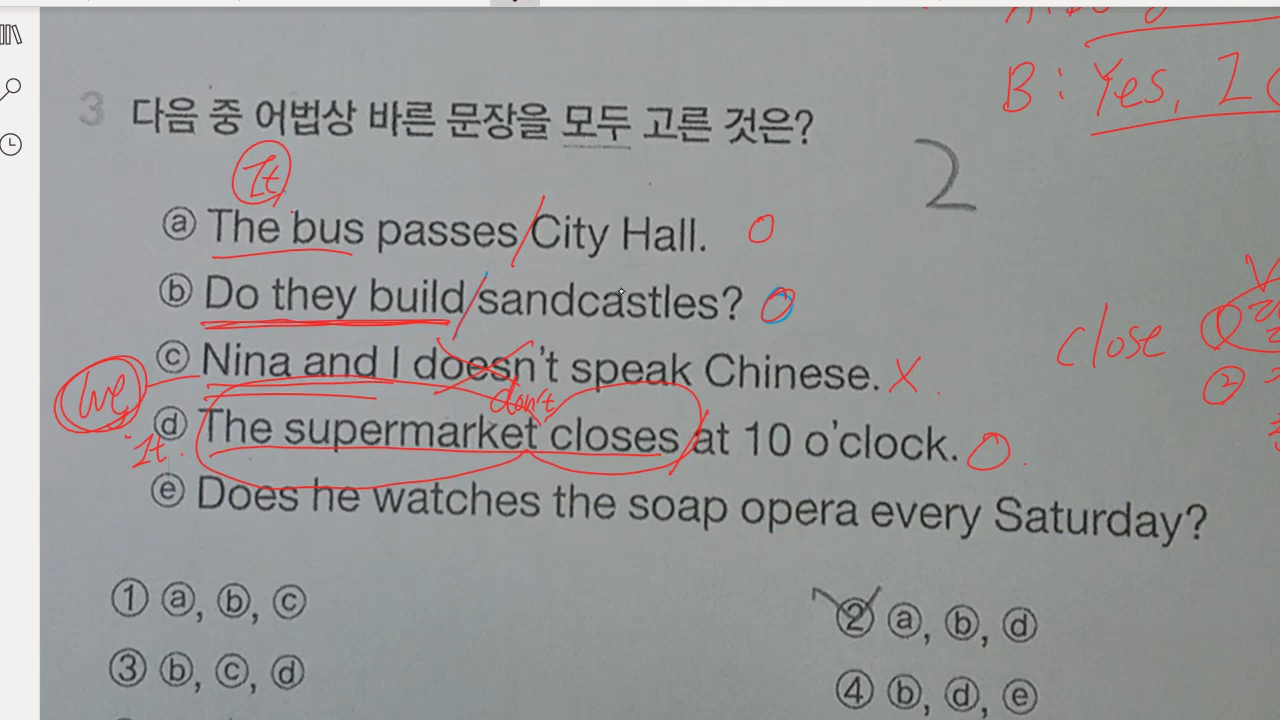 B : Yes, I
3 다음 중 어법상 바른 문장을 모두 고른 것은?
2
It
ⓐ The bus passes / City Hall. O
ⓑ Do they build / sandcastles? O
close ①
②
ⓒ Nina and I doesn't speak Chinese. X
We
don't
ⓓ The supermarket closes / at 10 o'clock. O
It
ⓔ Does he watches the soap opera every Saturday?
① ⓐ, ⓑ, ⓒ
② ⓐ, ⓑ, ⓓ
③ ⓑ, ⓒ, ⓓ
④ ⓑ, ⓓ, ⓔ